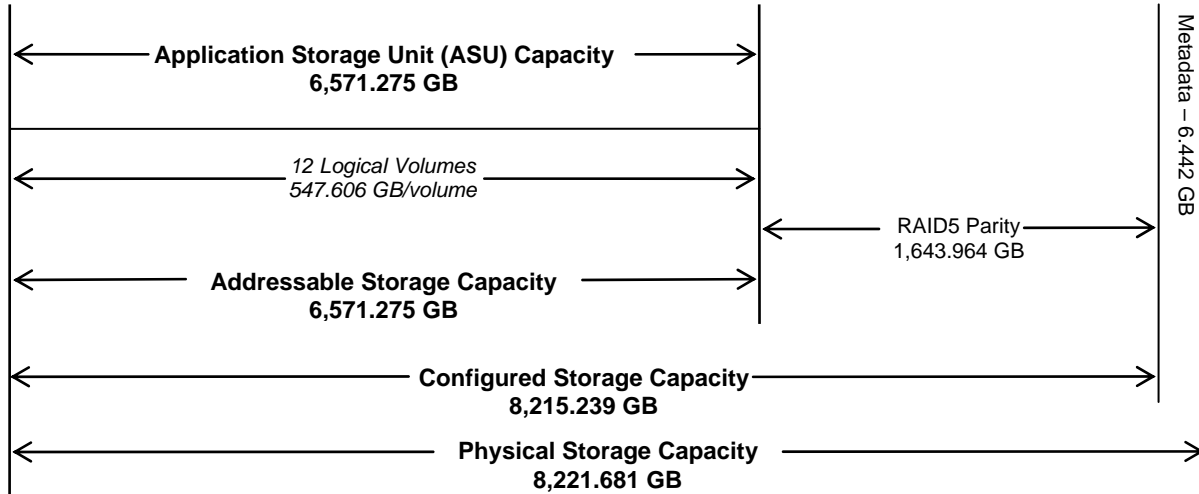 Application Storage Unit (ASU) Capacity
6,571.275 GB
Metadata – 6.442 GB
12 Logical Volumes
547.606 GB/volume
RAID5 Parity
1,643.964 GB
Addressable Storage Capacity
6,571.275 GB
Configured Storage Capacity
8,215.239 GB
Physical Storage Capacity
8,221.681 GB